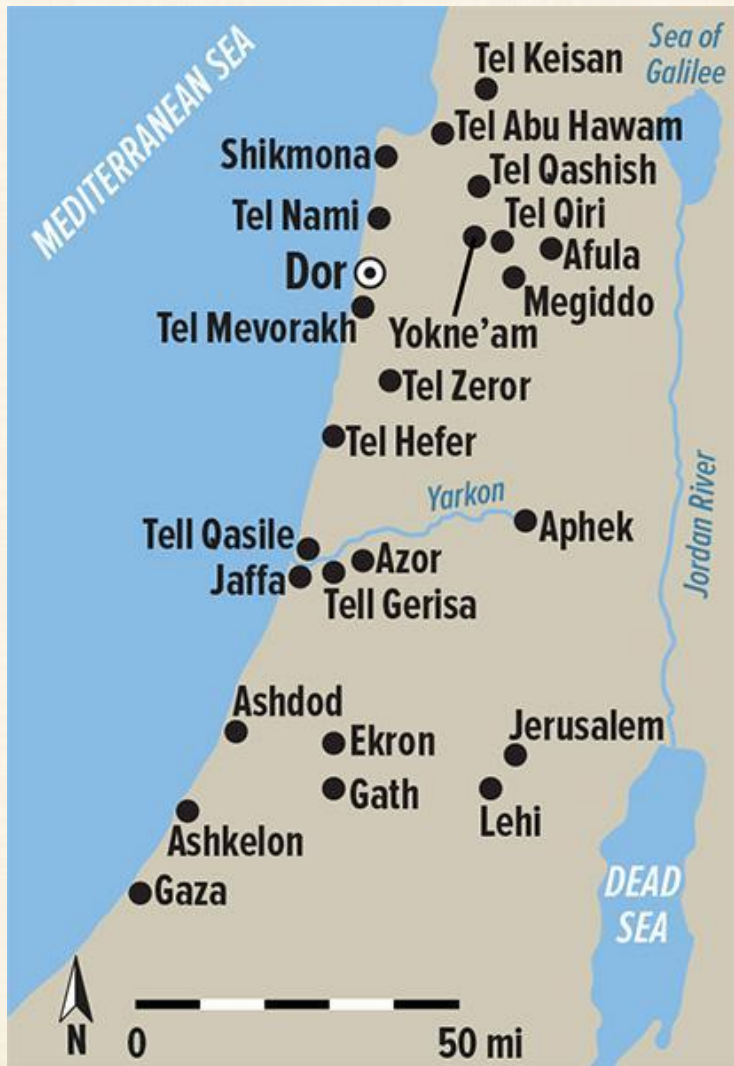 MEDITERRANEAN SEA
Sea of
Galilee
Tel Keisan
Tel Abu Hawam
Shikmona
Tel Qashish
Tel Nami
Tel Qiri
Afula
Dor
Megiddo
Tel Mevorakh
Yokne'am
Tel Zeror
Tel Hefer
Jordan River
Yarkon
Aphek
Tell Qasile
Azor
Jaffa
Tell Gerisa
Ashdod
Ekron
Jerusalem
Gath
Lehi
Ashkelon
Gaza
DEAD
SEA
N
0
50 mi